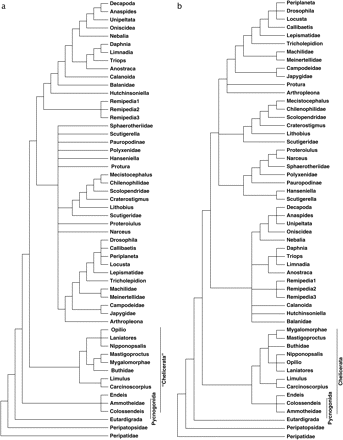 a
Decapoda
Anaspides
Unipeltata
Oniscidea
Nebalia
Daphnia
Limnadia
Triops
Anostraca
Calanoida
Balanidae
Hutchinsoniella
Remipedia1
Remipedia2
Remipedia3
Sphaerotheriidae
Scutigerella
Pauropodinae
Polyxenidae
Hanseniella
Protura
Mecistocephalus
Chilenophilidae
Scolopendridae
Craterostigmus
Lithobius
Scutigeridae
Proteroiulus
Narceus
Drosophila
Callibaetis
Periplaneta
Locusta
Lepismatidae
Tricholepidion
Machilidae
Meinertellidae
Campodeidae
Japygidae
Arthropleona
Opilio
Laniatores
Nipponopsalis
Mastigoproctus
Mygalomorphae
Buthidae
Limulus
Carcinoscorpius
Endeis
Ammotheidae
Colossendeis
Eutardigrada
Peripatopsidae
Peripatidae
"Chelicerata"
Pycnogonida
b
Periplaneta
Drosophila
Locusta
Callibaetis
Lepismatidae
Tricholepidion
Machilidae
Meinertellidae
Campodeidae
Japygidae
Protura
Arthropleona
Mecistocephalus
Chilenophilidae
Scolopendridae
Craterostigmus
Lithobius
Scutigeridae
Proteroiulus
Narceus
Sphaerotheriidae
Polyxenidae
Pauropodinae
Hanseniella
Scutigerella
Decapoda
Anaspides
Unipeltata
Oniscidea
Nebalia
Daphnia
Triops
Limnadia
Anostraca
Remipedia1
Remipedia2
Remipedia3
Calanoida
Hutchinsoniella
Balanidae
Mygalomorphae
Mastigoproctus
Buthidae
Nipponopsalis
Opilio
Laniatores
Limulus
Carcinoscorpius
Endeis
Colossendeis
Ammotheidae
Eutardigrada
Peripatopsidae
Peripatidae
Chelicerata
Pycnogonida